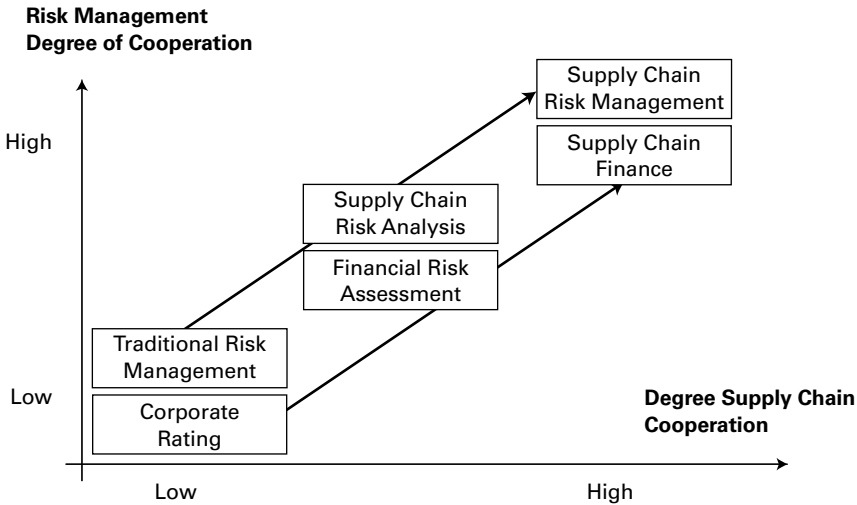 Risk Management
Degree of Cooperation
Supply Chain
Risk Management
High
Supply Chain
Finance
Supply Chain
Risk Analysis
Financial Risk
Assessment
Traditional Risk
Management
Low
Corporate
Rating
Degree Supply Chain
Cooperation
Low
High